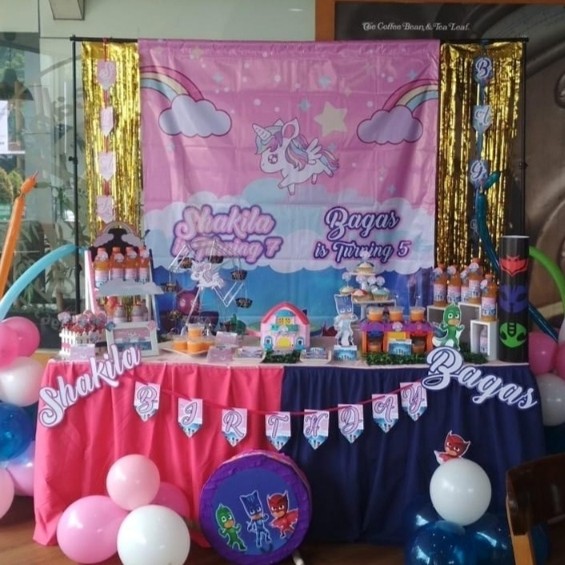 The Coffee Bean & Tea Leaf
Shakila
is Turning 7
Bagas
is Turning 5
Shakila
Bagas
BIRTHDAY